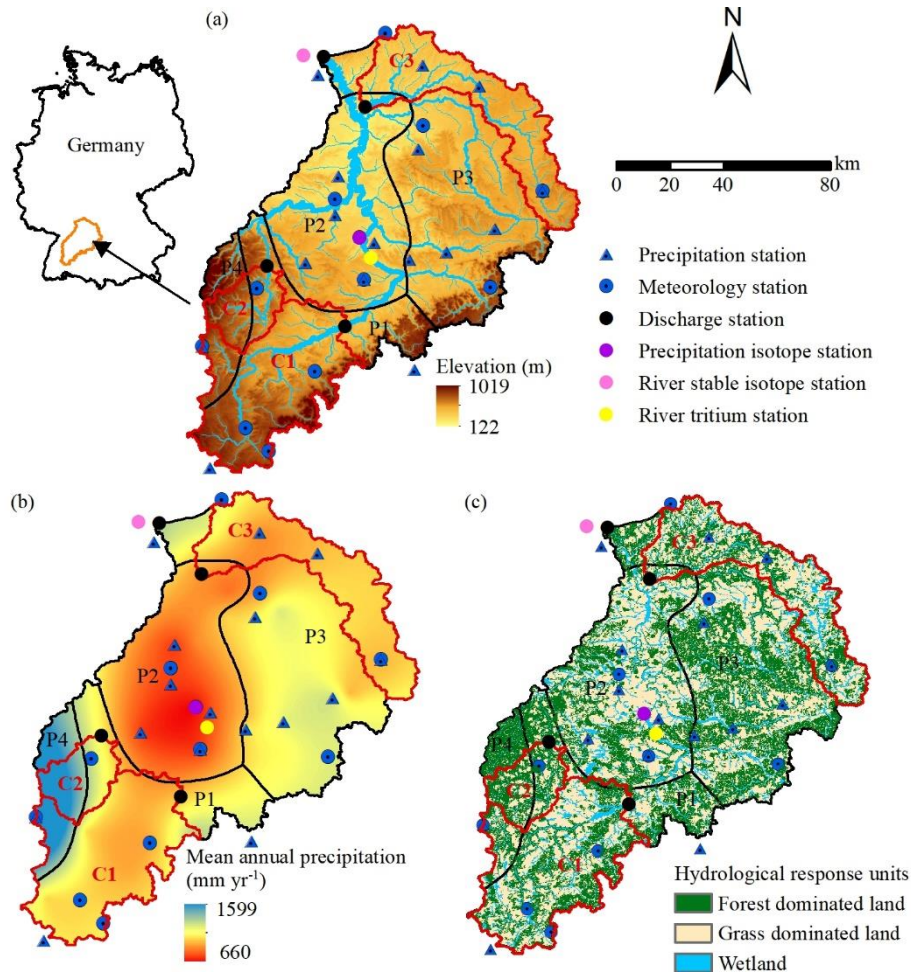 (a)
N
Germany
km
0 20 40 80
C3
P3
P2
P4
C2
P1
C1
Precipitation station
Meteorology station
Discharge station
Precipitation isotope station
River stable isotope station
River tritium station
Elevation (m)
1019
122
(b)
C3
P3
P2
P4
C2
P1
C1
Mean annual precipitation
(mm yr⁻¹)
1599
660
(c)
C3
P3
P2
P4
C2
P1
C1
Hydrological response units
Forest dominated land
Grass dominated land
Wetland